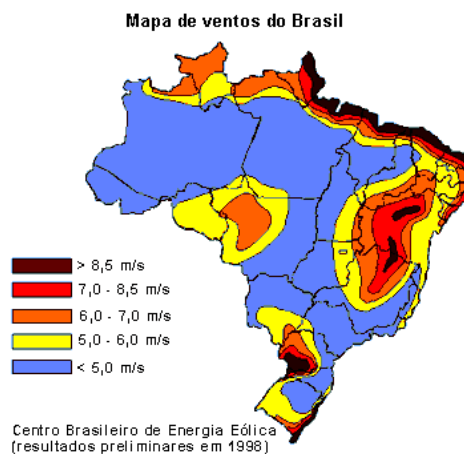 Mapa de ventos do Brasil
> 8,5 m/s
7,0 - 8,5 m/s
6,0 - 7,0 m/s
5,0 - 6,0 m/s
< 5,0 m/s
Centro Brasileiro de Energia Eólica
(resultados preliminares em 1998)